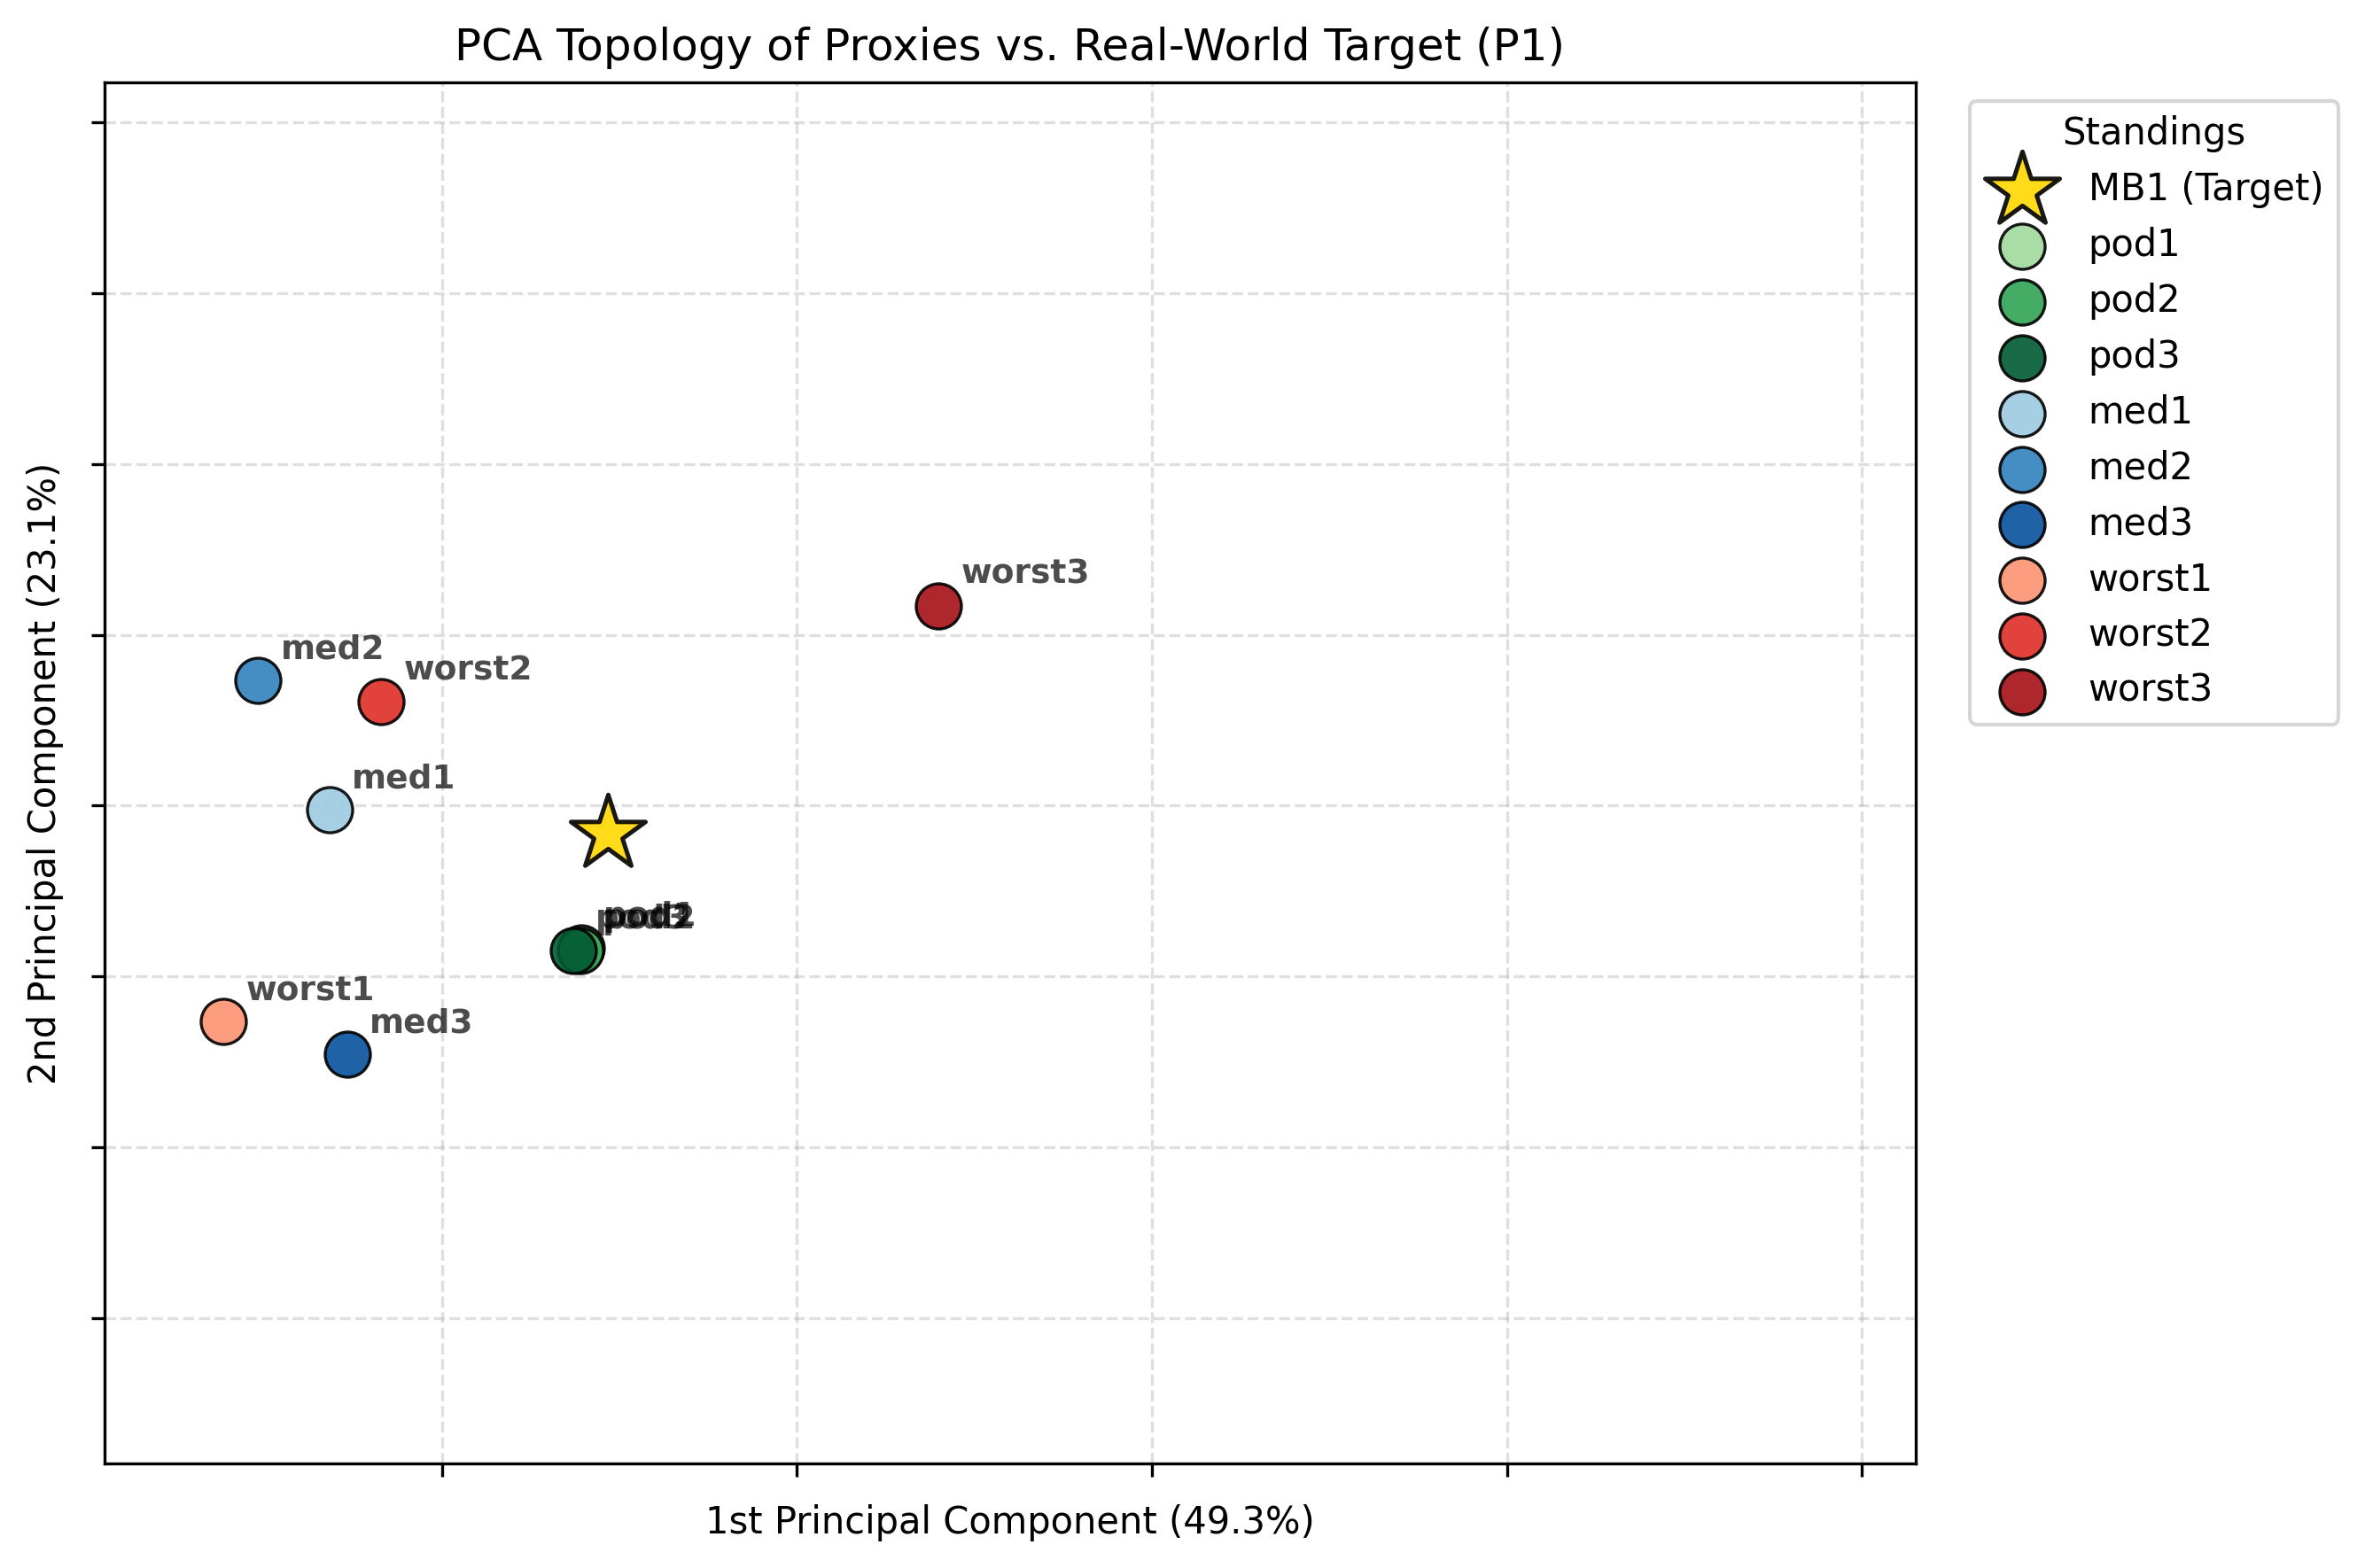 PCA Topology of Proxies vs. Real-World Target (P1)
2nd Principal Component (23.1%)
worst3
med2
worst2
med1
worst1
med3
1st Principal Component (49.3%)
Standings
MB1 (Target)
pod1
pod2
pod3
med1
med2
med3
worst1
worst2
worst3